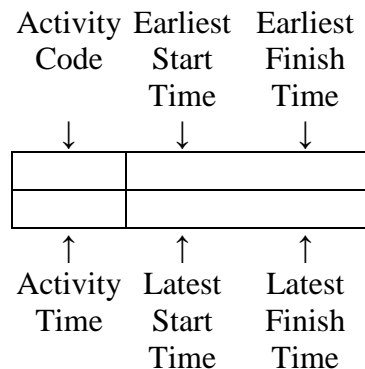 Activity Earliest Earliest
Code Start Finish
Time Time
↓ ↓ ↓
↑ ↑ ↑
Activity Latest Latest
Time Start Finish
Time Time